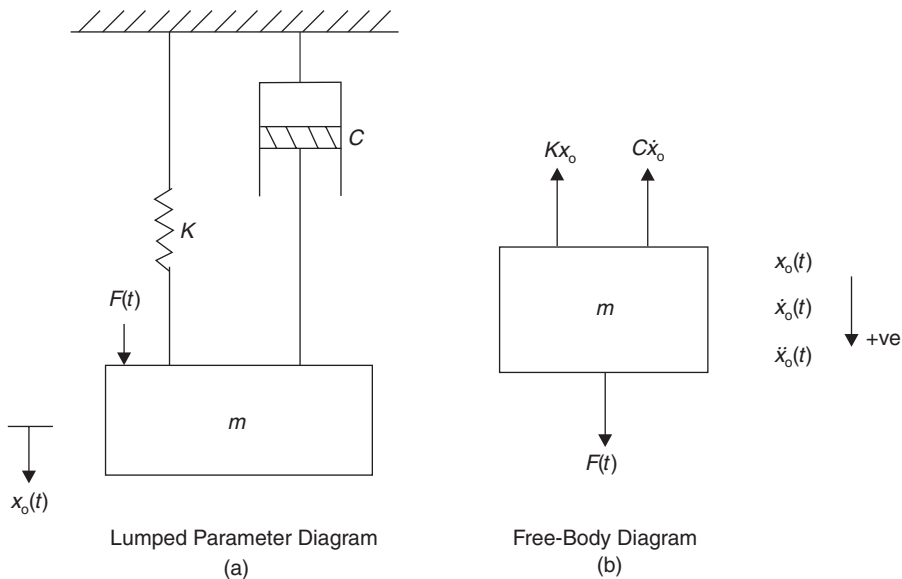 C
Kx₀
Cẋ₀
K
F(t)
m
x₀(t)
m
x₀(t)
ẋ₀(t)
ẍ₀(t)
+ve
F(t)
Lumped Parameter Diagram
(a)
Free-Body Diagram
(b)